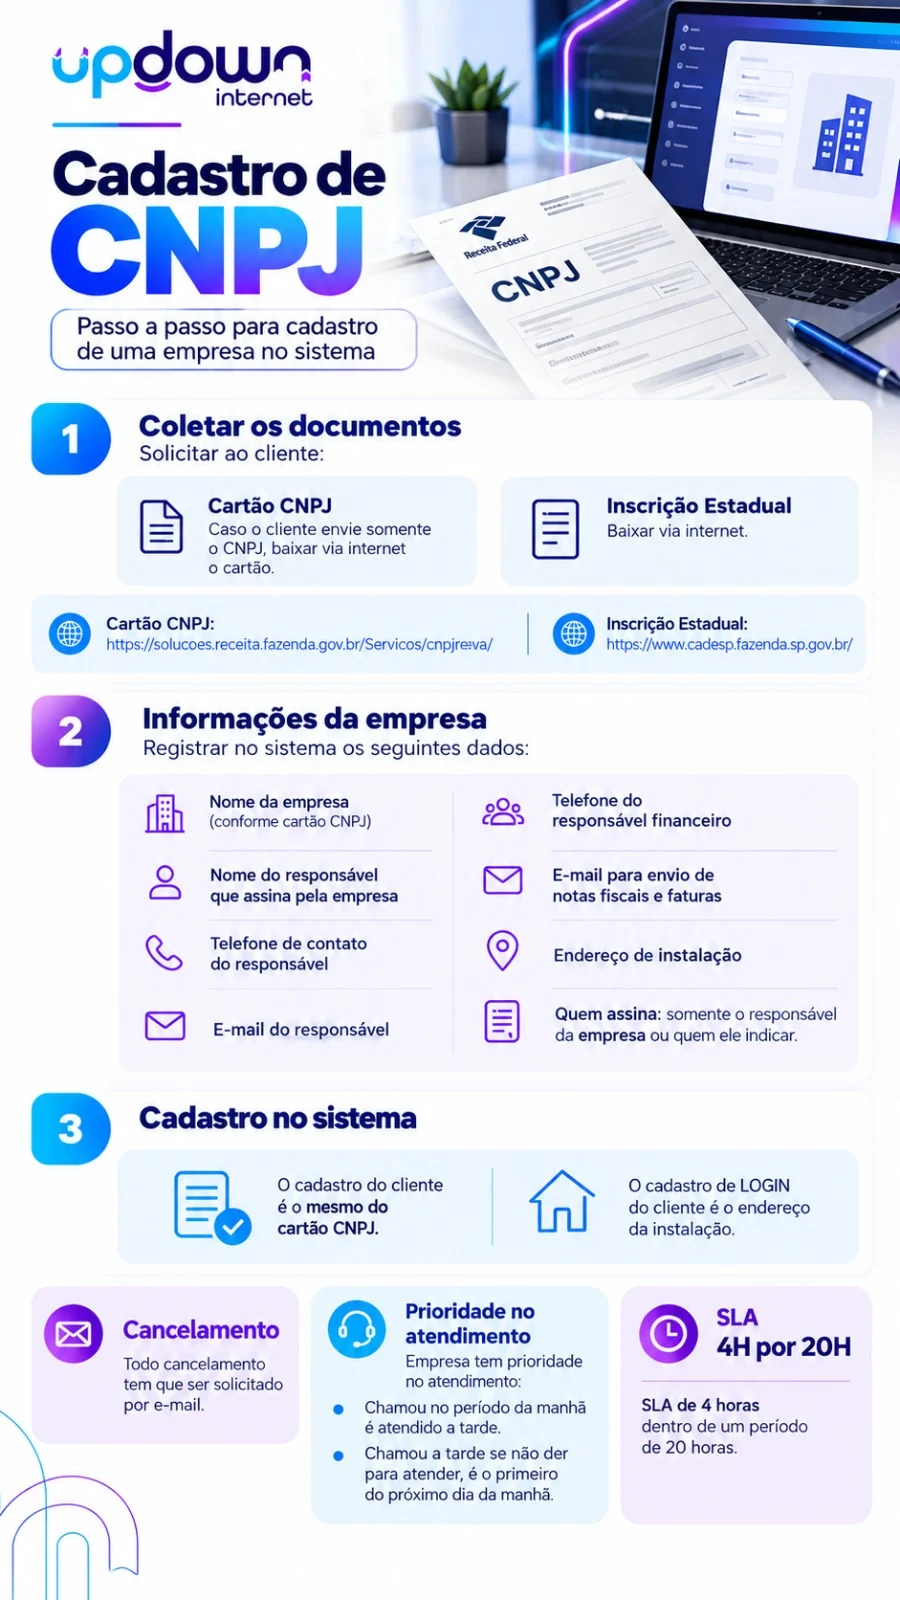 updown
internet
Cadastro de
CNPJ
Passo a passo para cadastro
de uma empresa no sistema
Receita Federal
CNPJ
1
Coletar os documentos
Solicitar ao cliente:
Cartão CNPJ
Caso o cliente envie somente
o CNPJ, baixar via internet
o cartão.
Inscrição Estadual
Baixar via internet.
Cartão CNPJ:
https://solucoes.receita.fazenda.gov.br/Servicos/cnpjreva/
Inscrição Estadual:
https://www.cadesp.fazenda.sp.gov.br/
2
Informações da empresa
Registrar no sistema os seguintes dados:
Nome da empresa
(conforme cartão CNPJ)
Nome do responsável
que assina pela empresa
Telefone de contato
do responsável
E-mail do responsável
Telefone do
responsável financeiro
E-mail para envio de
notas fiscais e faturas
Endereço de instalação
Quem assina: somente o responsável
da empresa ou quem ele indicar.
3
Cadastro no sistema
O cadastro do cliente
é o mesmo do
cartão CNPJ.
O cadastro de LOGIN
do cliente é o endereço
da instalação.
Cancelamento
Todo cancelamento
tem que ser solicitado
por e-mail.
Prioridade no
atendimento
Empresa tem prioridade
no atendimento:
Chamou no período da manhã
é atendido a tarde.
Chamou a tarde se não der
para atender, é o primeiro
do próximo dia da manhã.
SLA
4H por 20H
SLA de 4 horas
dentro de um período
de 20 horas.